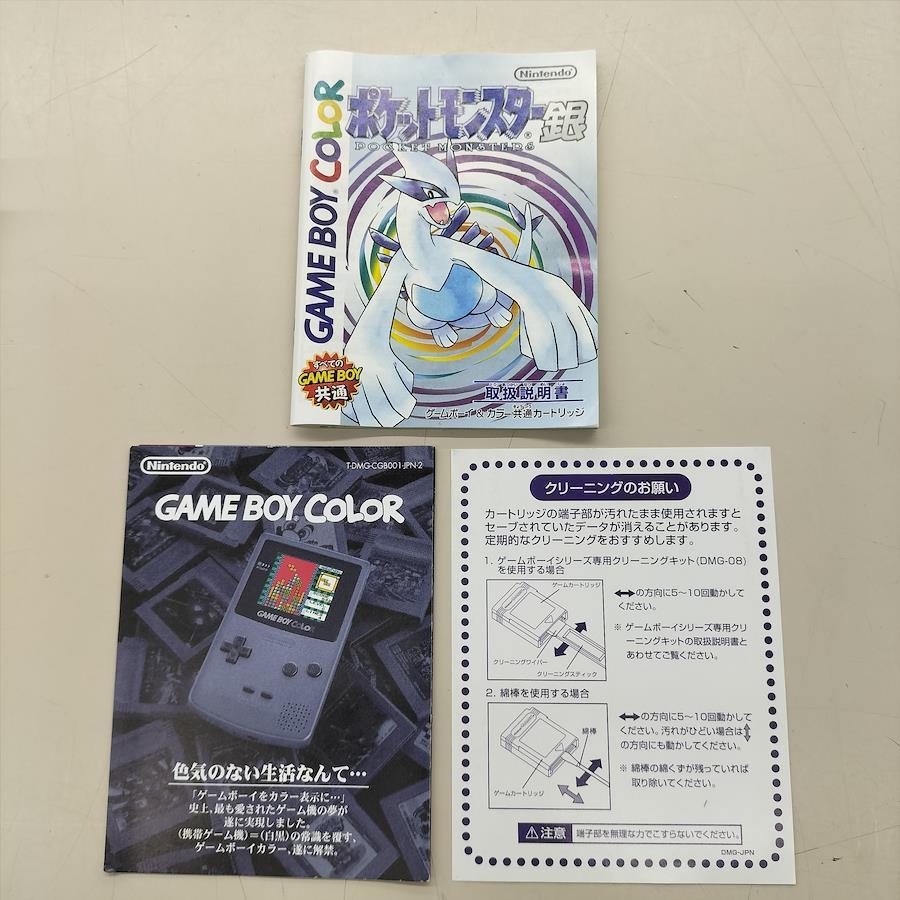 Nintendo
GAME BOY COLOR
ポケットモンスター銀
POCKET MONSTERS
すべての
GAME BOY
共通
取扱説明書
ゲームボーイ&カラー共通カートリッジ
Nintendo
T-DMG-CGB001-JPN-2
GAME BOY COLOR
GAME BOY COLOR
色気のない生活なんて…
「ゲームボーイをカラー表示に…」
史上、最も愛されたゲーム機の夢が
遂に実現しました。
(携帯ゲーム機)=(白黒)の常識を覆す、
ゲームボーイカラー、遂に解禁。
クリーニングのお願い
カートリッジの端子部が汚れたまま使用されますと
セーブされていたデータが消えることがあります。
定期的なクリーニングをおすすめします。
1. ゲームボーイシリーズ専用クリーニングキット(DMG-08)
を使用する場合
ゲームカートリッジ
クリーニングワイパー
クリーニングスティック
↔の方向に5〜10回動かして
ください。
※ ゲームボーイシリーズ専用クリ
ーニングキットの取扱説明書と
あわせてご覧ください。
2. 綿棒を使用する場合
綿棒
ゲームカートリッジ
↔の方向に5〜10回動かして
ください。汚れがひどい場合は⇕
の方向にも動かしてください。
※ 綿棒の綿くずが残っていれば
取り除いてください。
⚠注意 端子部を無理な力でこすらないでください。
DMG-JPN